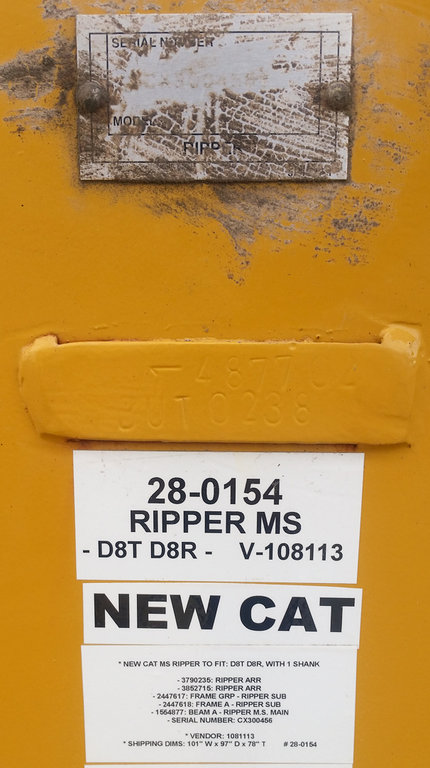 SERIAL NUMBER
MODEL
RIPPER
28-0154
RIPPER MS
- D8T D8R - V-108113
NEW CAT
* NEW CAT MS RIPPER TO FIT: D8T D8R, WITH 1 SHANK
- 3790235: RIPPER ARR
- 3852715: RIPPER ARR
- 2447617: FRAME GRP - RIPPER SUB
- 2447618: FRAME A - RIPPER SUB
- 1554877: BEAM A - RIPPER M.S. MAIN
- SERIAL NUMBER: CX300456
* VENDOR: 1081113
* SHIPPING DIMS: 101" W x 97" D x 78" T # 28-0154